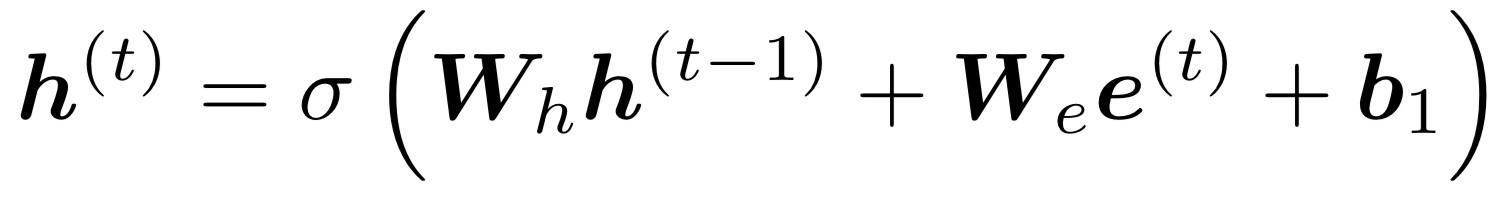 𝒉^(t) = σ (𝑾_h 𝒉^(t−1) + 𝑾_e 𝒆^(t) + 𝒃_1)